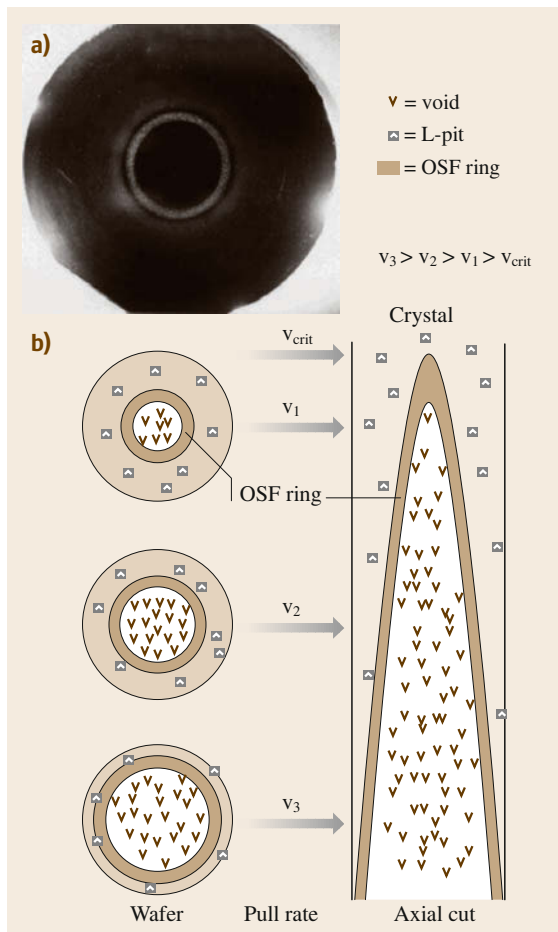 a)
= void
= L-pit
= OSF ring
v3 > v2 > v1 > vcrit
Crystal
b)
vcrit
v1
OSF ring
v2
v3
Wafer
Pull rate
Axial cut